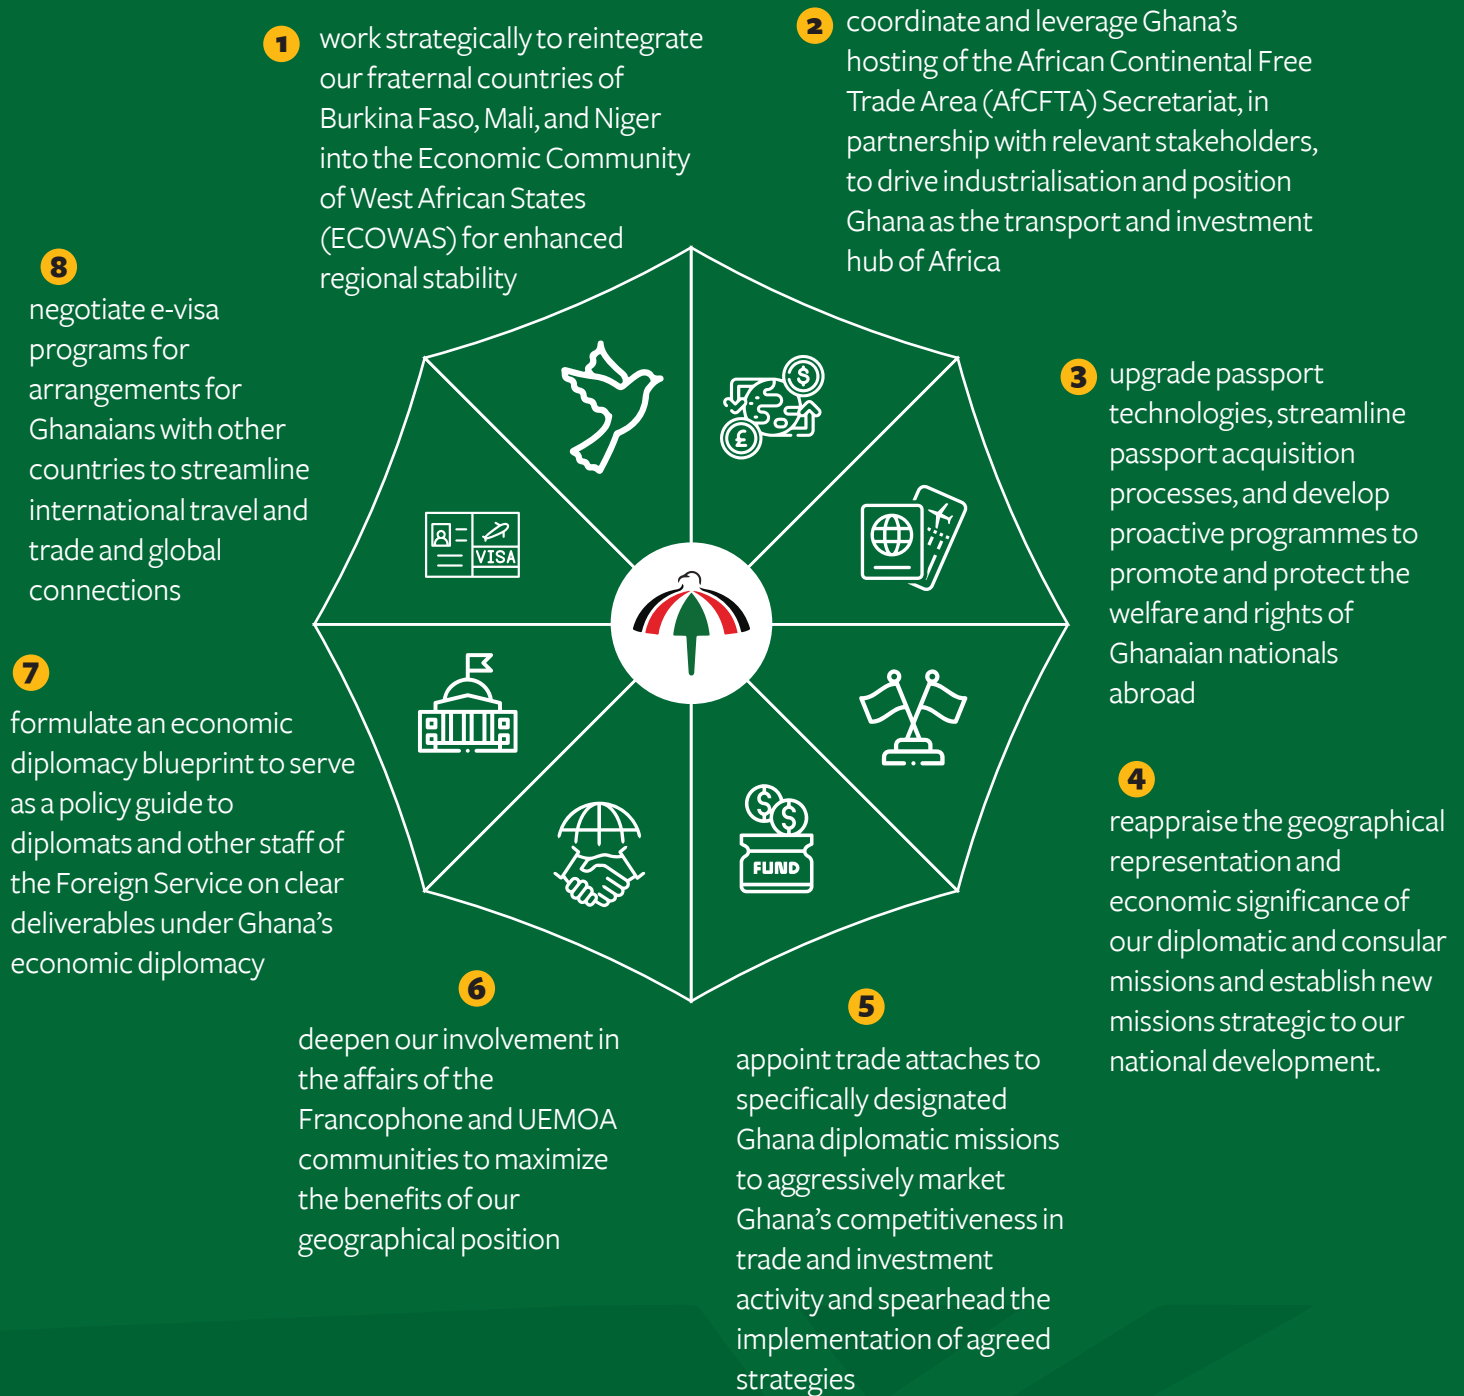 1
work strategically to reintegrate
our fraternal countries of
Burkina Faso, Mali, and Niger
into the Economic Community
of West African States
(ECOWAS) for enhanced
regional stability
2
coordinate and leverage Ghana’s
hosting of the African Continental Free
Trade Area (AfCFTA) Secretariat, in
partnership with relevant stakeholders,
to drive industrialisation and position
Ghana as the transport and investment
hub of Africa
3
upgrade passport
technologies, streamline
passport acquisition
processes, and develop
proactive programmes to
promote and protect the
welfare and rights of
Ghanaian nationals
abroad
4
reappraise the geographical
representation and
economic significance of
our diplomatic and consular
missions and establish new
missions strategic to our
national development.
5
appoint trade attaches to
specifically designated
Ghana diplomatic missions
to aggressively market
Ghana’s competitiveness in
trade and investment
activity and spearhead the
implementation of agreed
strategies
6
deepen our involvement in
the affairs of the
Francophone and UEMOA
communities to maximize
the benefits of our
geographical position
7
formulate an economic
diplomacy blueprint to serve
as a policy guide to
diplomats and other staff of
the Foreign Service on clear
deliverables under Ghana’s
economic diplomacy
8
negotiate e-visa
programs for
arrangements for
Ghanaians with other
countries to streamline
international travel and
trade and global
connections
$
£
VISA
$
$
FUND